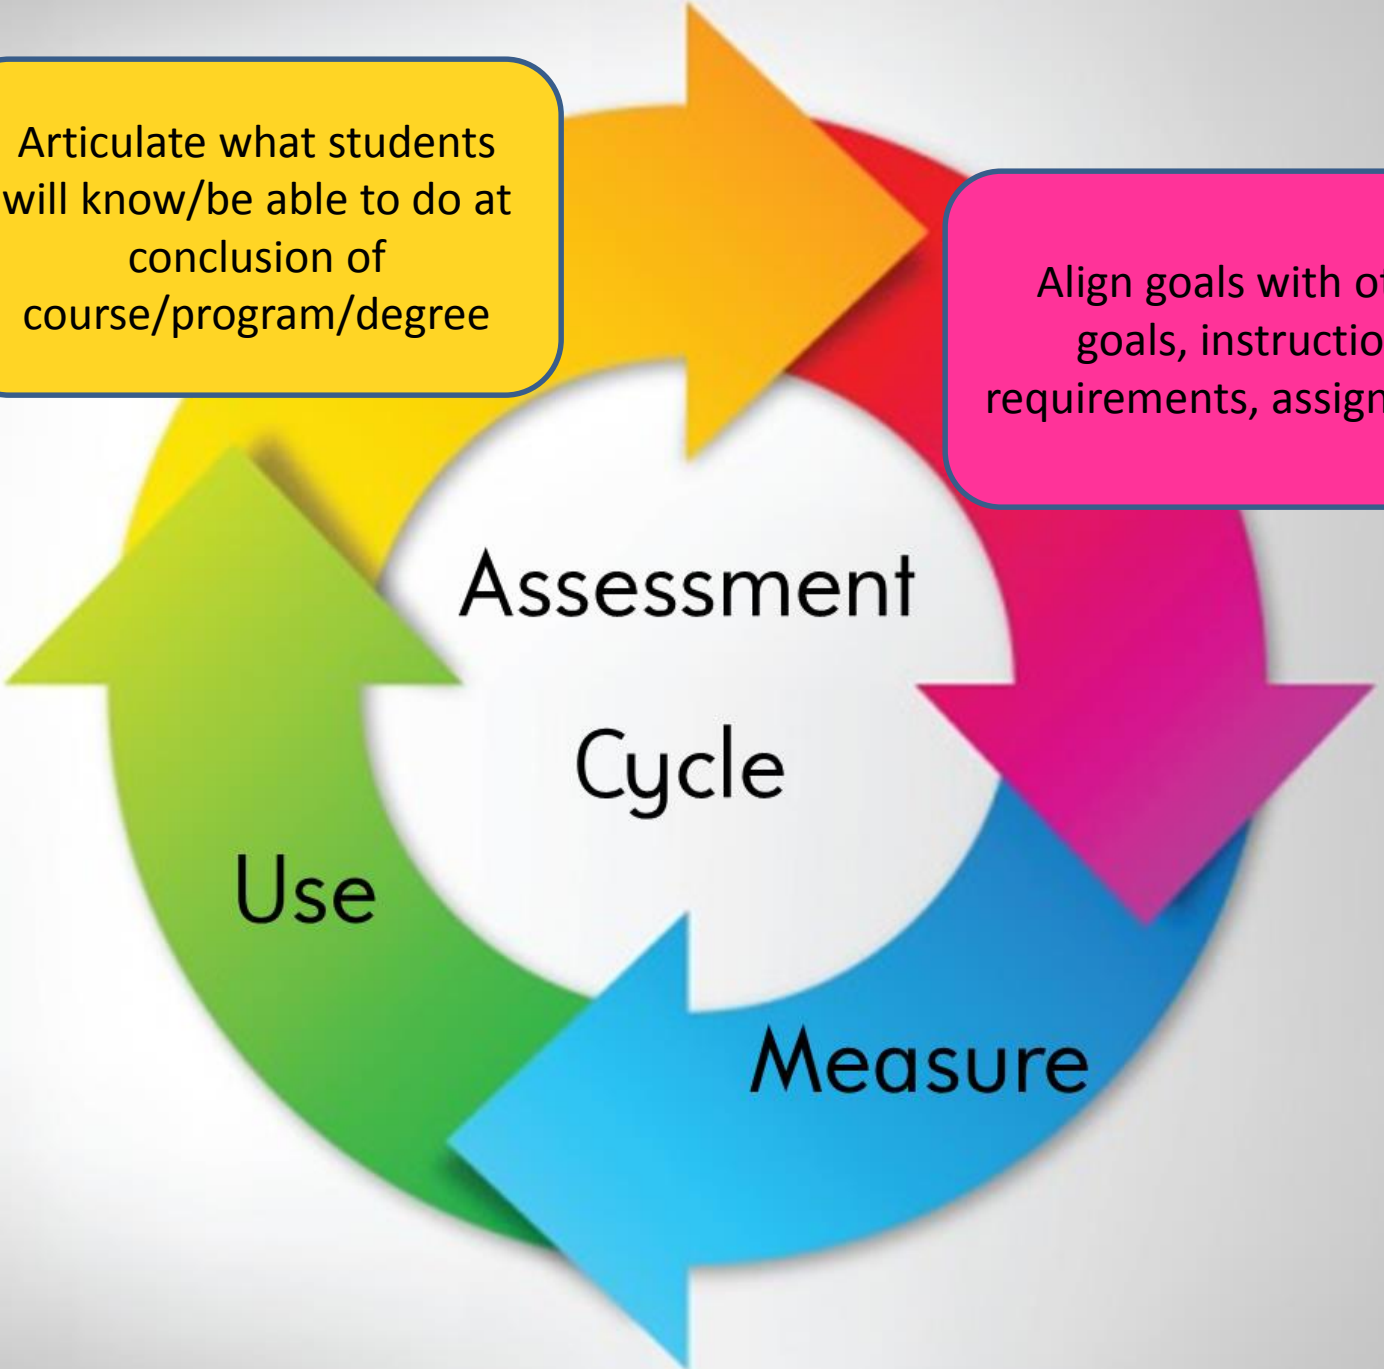 Articulate what students
will know/be able to do at
conclusion of
course/program/degree
Align goals with
goals,
requirements,
Assessment
Cycle
Use
Measure